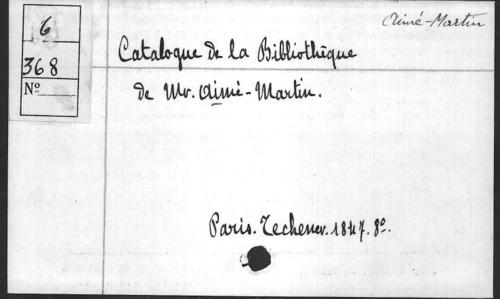 Aimé-Martin
6
368
Nº
Catalogue de la Bibliothèque
de Mr. Aimé-Martin.
Paris. Techener. 1847. 8º.